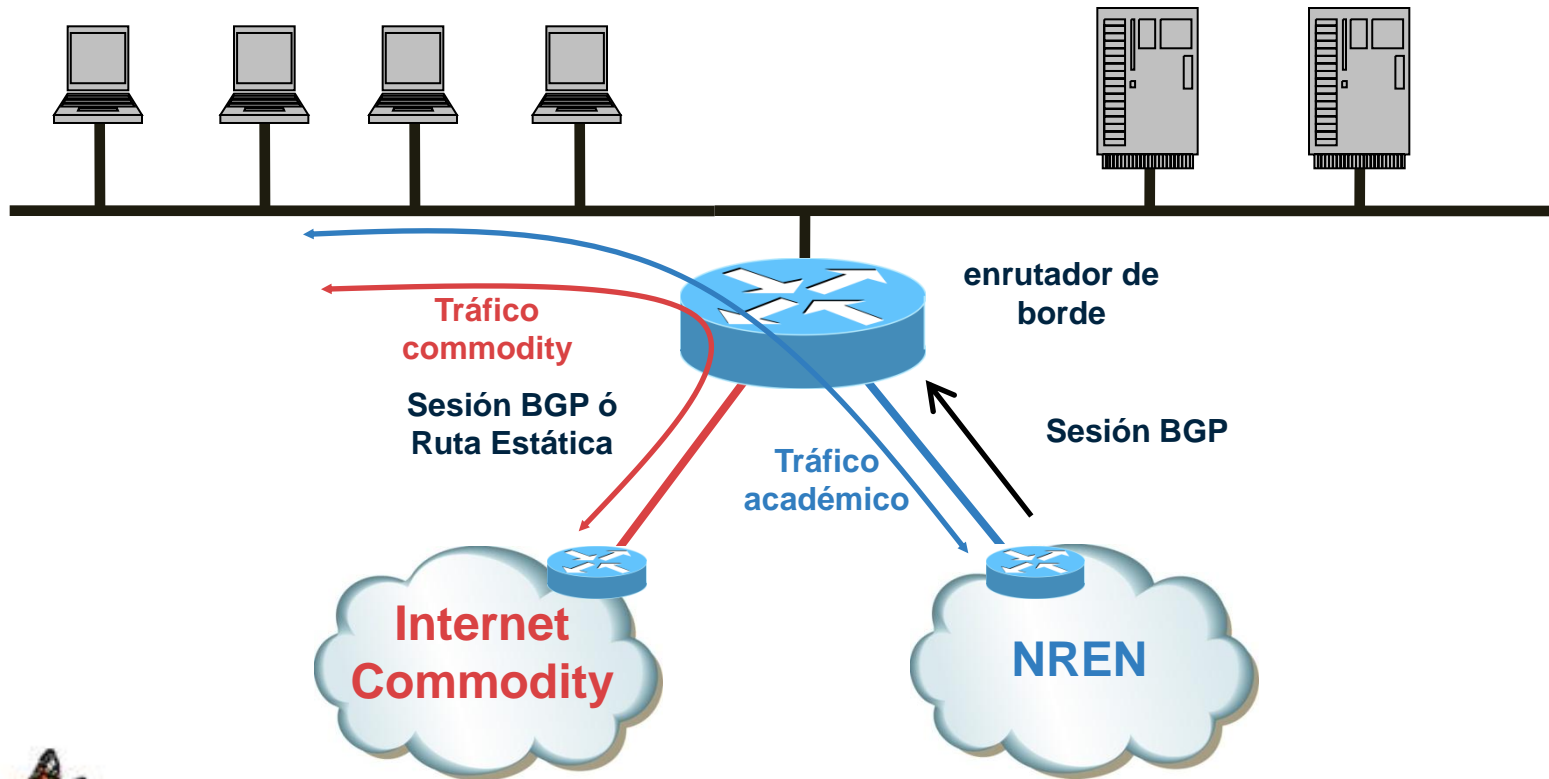 enrutador de
borde
Tráfico
commodity
Sesión BGP ó
Ruta Estática
Sesión BGP
Tráfico
académico
Internet
Commodity
NREN